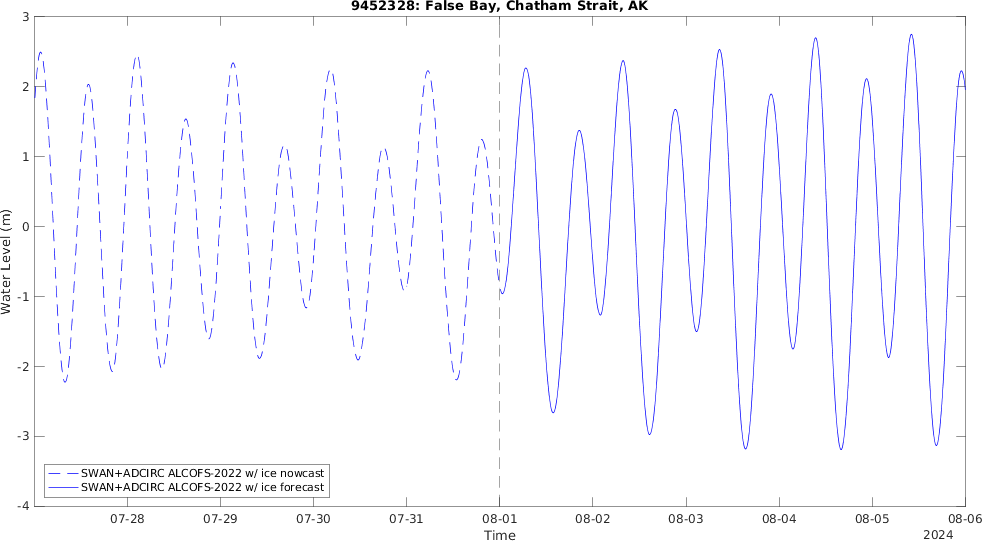 9452328: False Bay, Chatham Strait, AK
3
2
1
0
-1
-2
-3
-4
Water Level (m)
SWAN+ADCIRC ALCOFS-2022 w/ ice nowcast
SWAN+ADCIRC ALCOFS-2022 w/ ice forecast
07-28 07-29 07-30 07-31 08-01 08-02 08-03 08-04 08-05 08-06
Time
2024